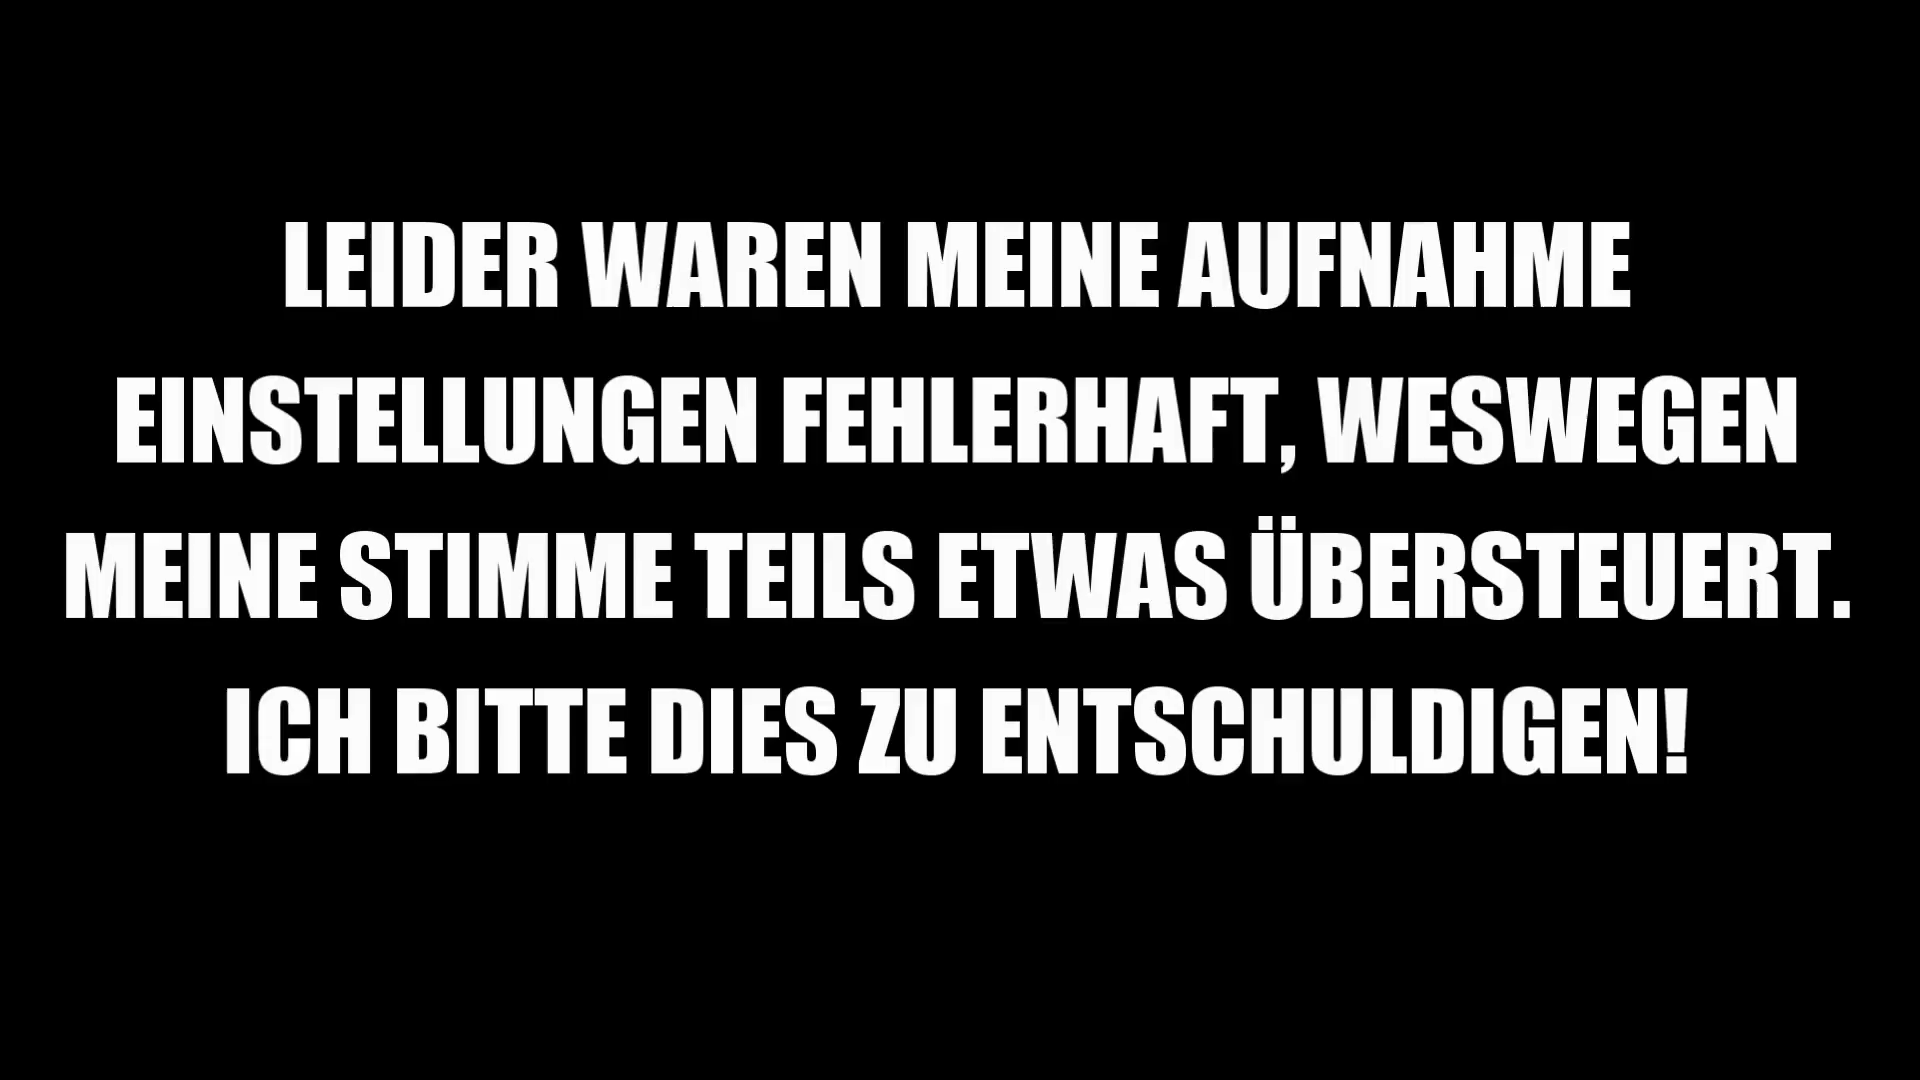 LEIDER WAREN MEINE AUFNAHME
EINSTELLUNGEN FEHLERHAFT, WESWEGEN
MEINE STIMME TEILS ETWAS ÜBERSTEUERT.
ICH BITTE DIES ZU ENTSCHULDIGEN!